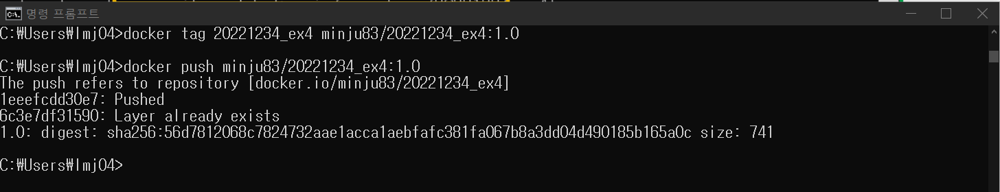 명령 프롬프트
C:\Users\lmj04>docker tag 20221234_ex4 minju83/20221234_ex4:1.0
C:\Users\lmj04>docker push minju83/20221234_ex4:1.0
The push refers to repository [docker.io/minju83/20221234_ex4]
1eeefcdd30e7: Pushed
6c3e7df31590: Layer already exists
1.0: digest: sha256:56d7812068c7824732aae1acca1aebfafc381fa067b8a3dd04d490185b165a0c size: 741
C:\Users\lmj04>